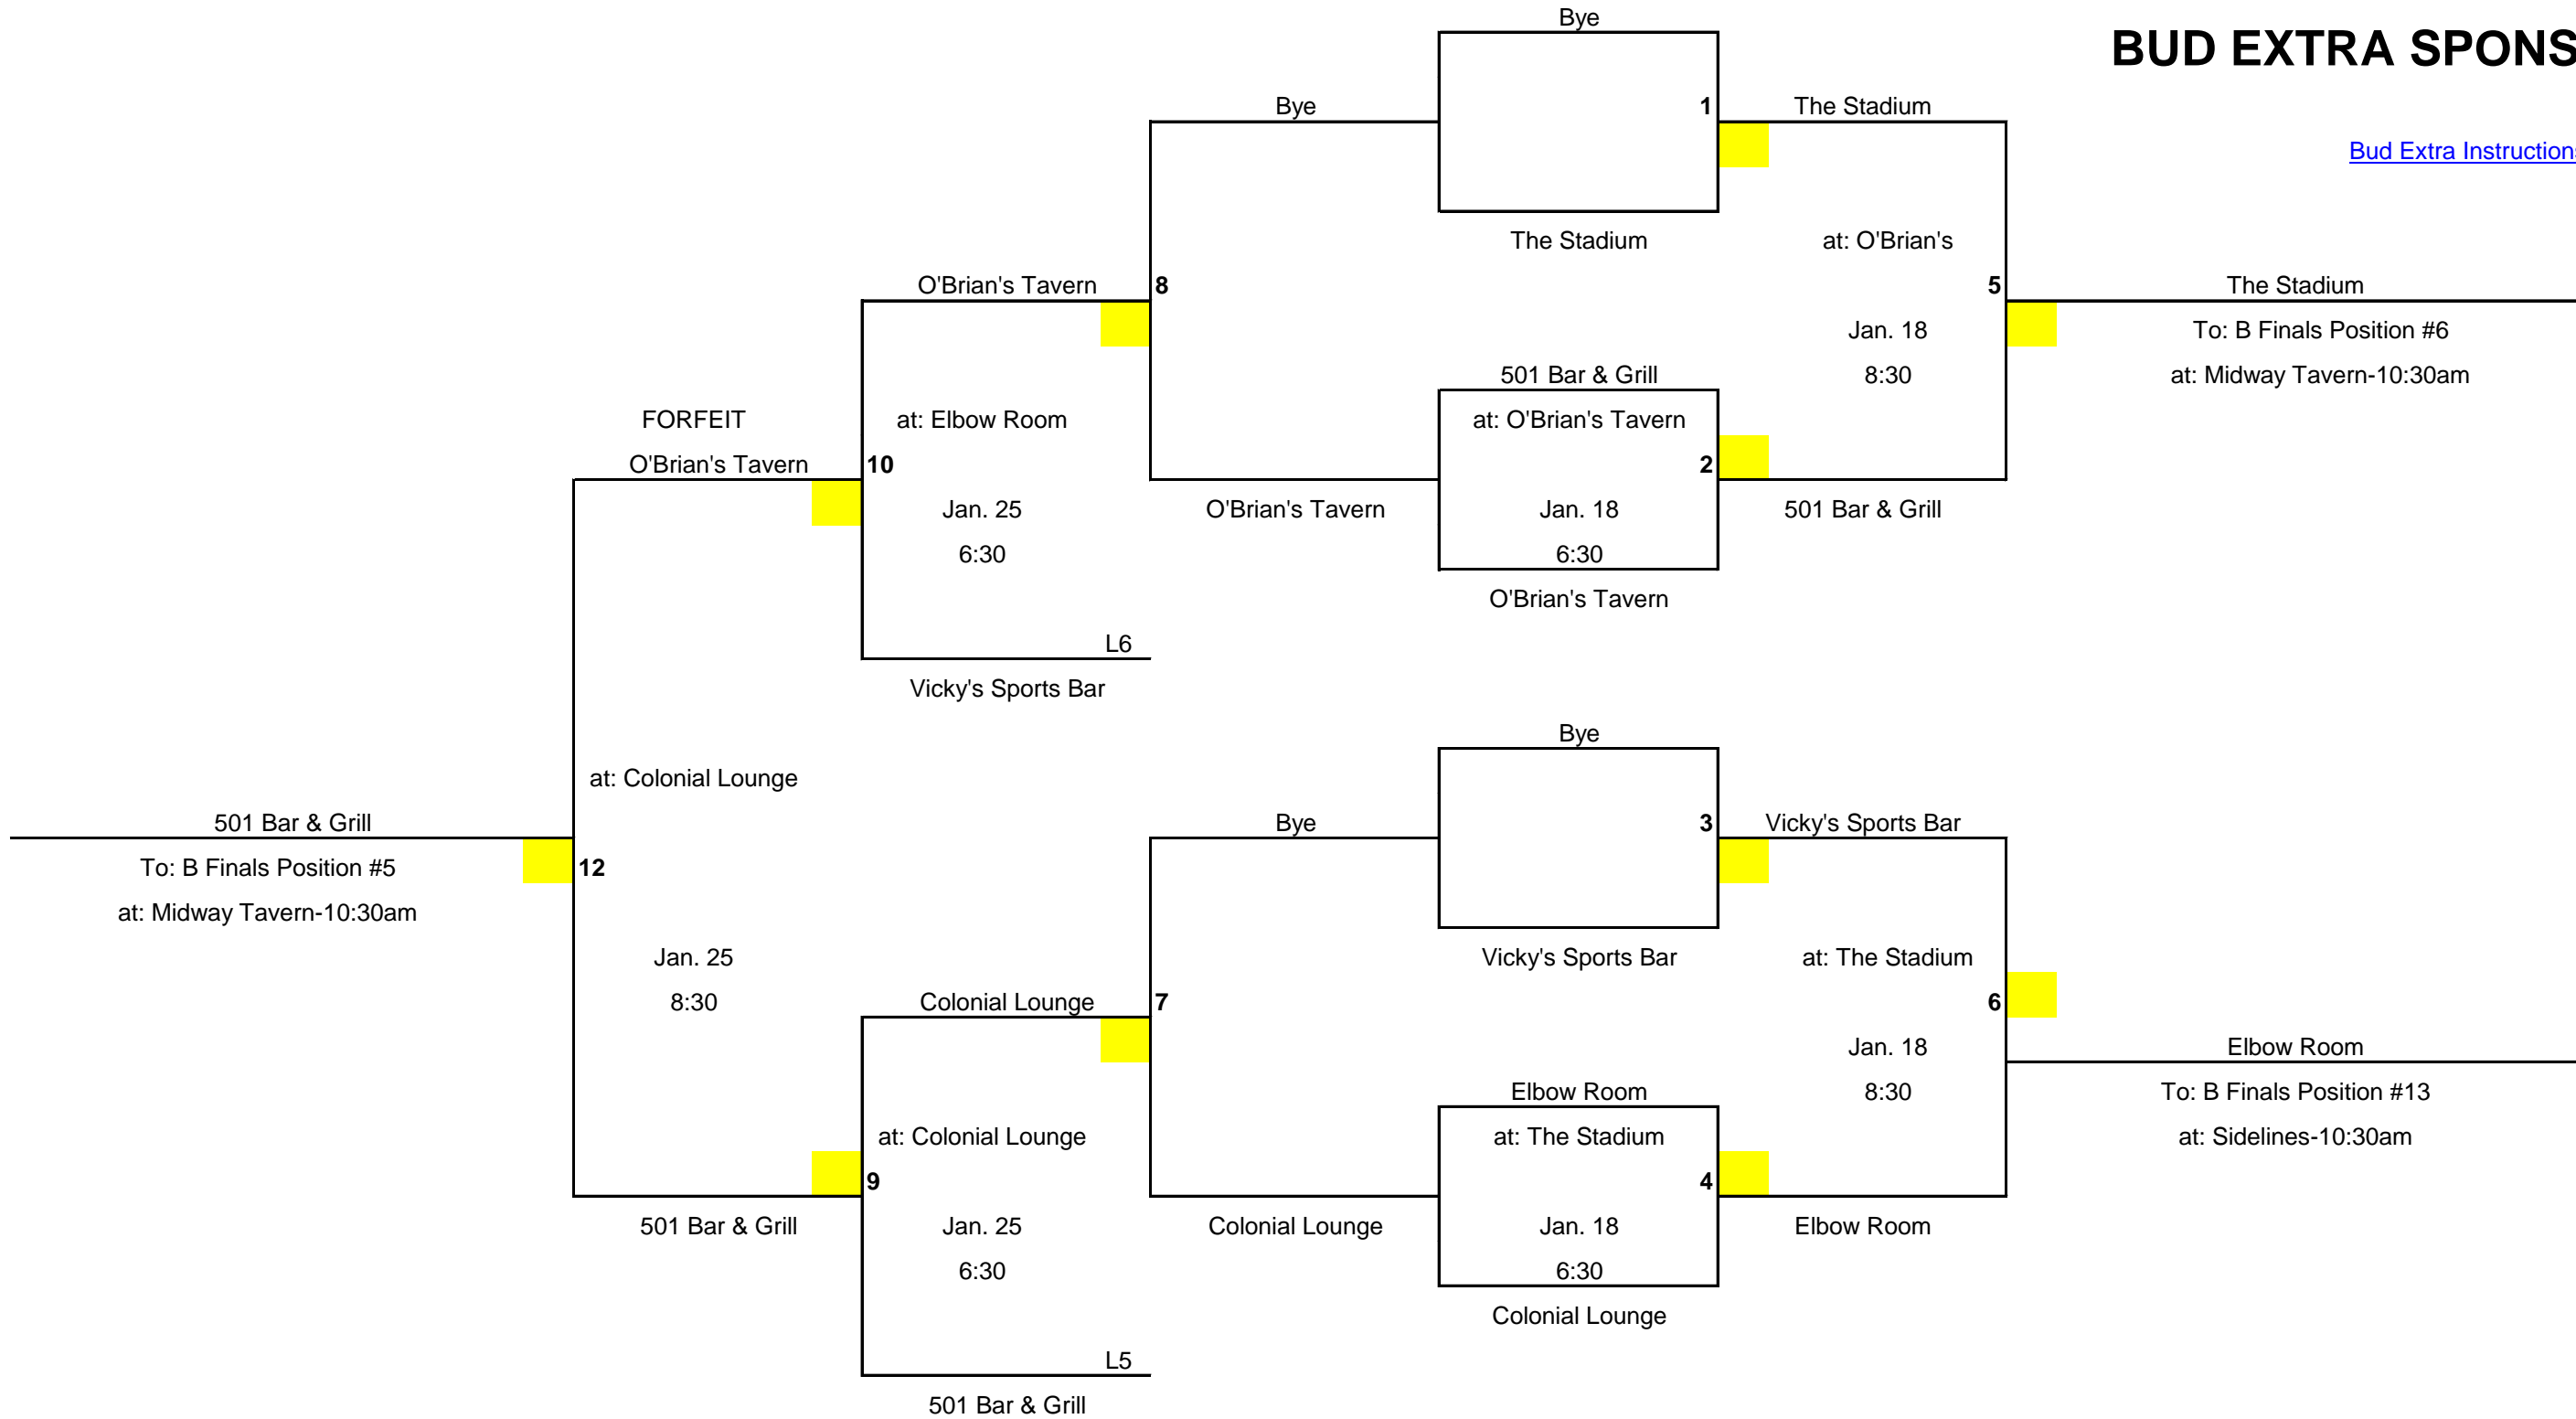 Bye
BUD EXTRA SPONS
Bye
1
The Stadium
Bud Extra Instruction
The Stadium
at: O'Brian's
O'Brian's Tavern
8
5
The Stadium
Jan. 18
To: B Finals Position #6
501 Bar & Grill
8:30
at: Midway Tavern-10:30am
FORFEIT
at: Elbow Room
at: O'Brian's Tavern
O'Brian's Tavern
10
2
Jan. 25
O'Brian's Tavern
Jan. 18
501 Bar & Grill
6:30
6:30
O'Brian's Tavern
L6
Vicky's Sports Bar
Bye
at: Colonial Lounge
501 Bar & Grill
Bye
3
Vicky's Sports Bar
To: B Finals Position #5
12
at: Midway Tavern-10:30am
Jan. 25
Vicky's Sports Bar
at: The Stadium
8:30
Colonial Lounge
7
6
Jan. 18
Elbow Room
Elbow Room
8:30
To: B Finals Position #13
at: Colonial Lounge
at: The Stadium
at: Sidelines-10:30am
9
4
501 Bar & Grill
Jan. 25
Colonial Lounge
Jan. 18
Elbow Room
6:30
6:30
Colonial Lounge
L5
501 Bar & Grill